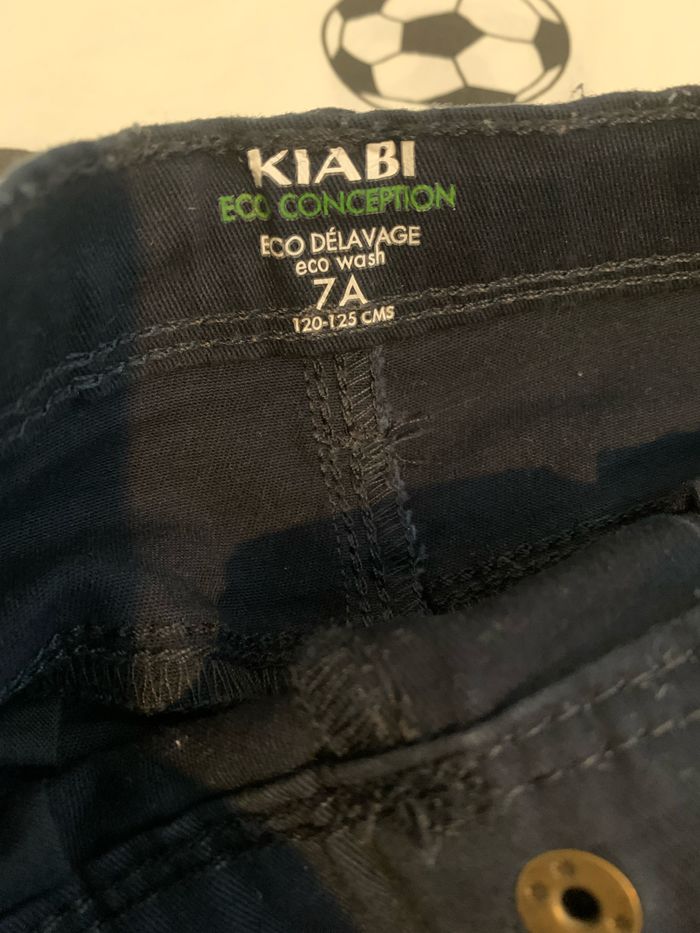 KIABI
ECO CONCEPTION
ECO DÉLAVAGE
eco wash
7A
120-125 CMS